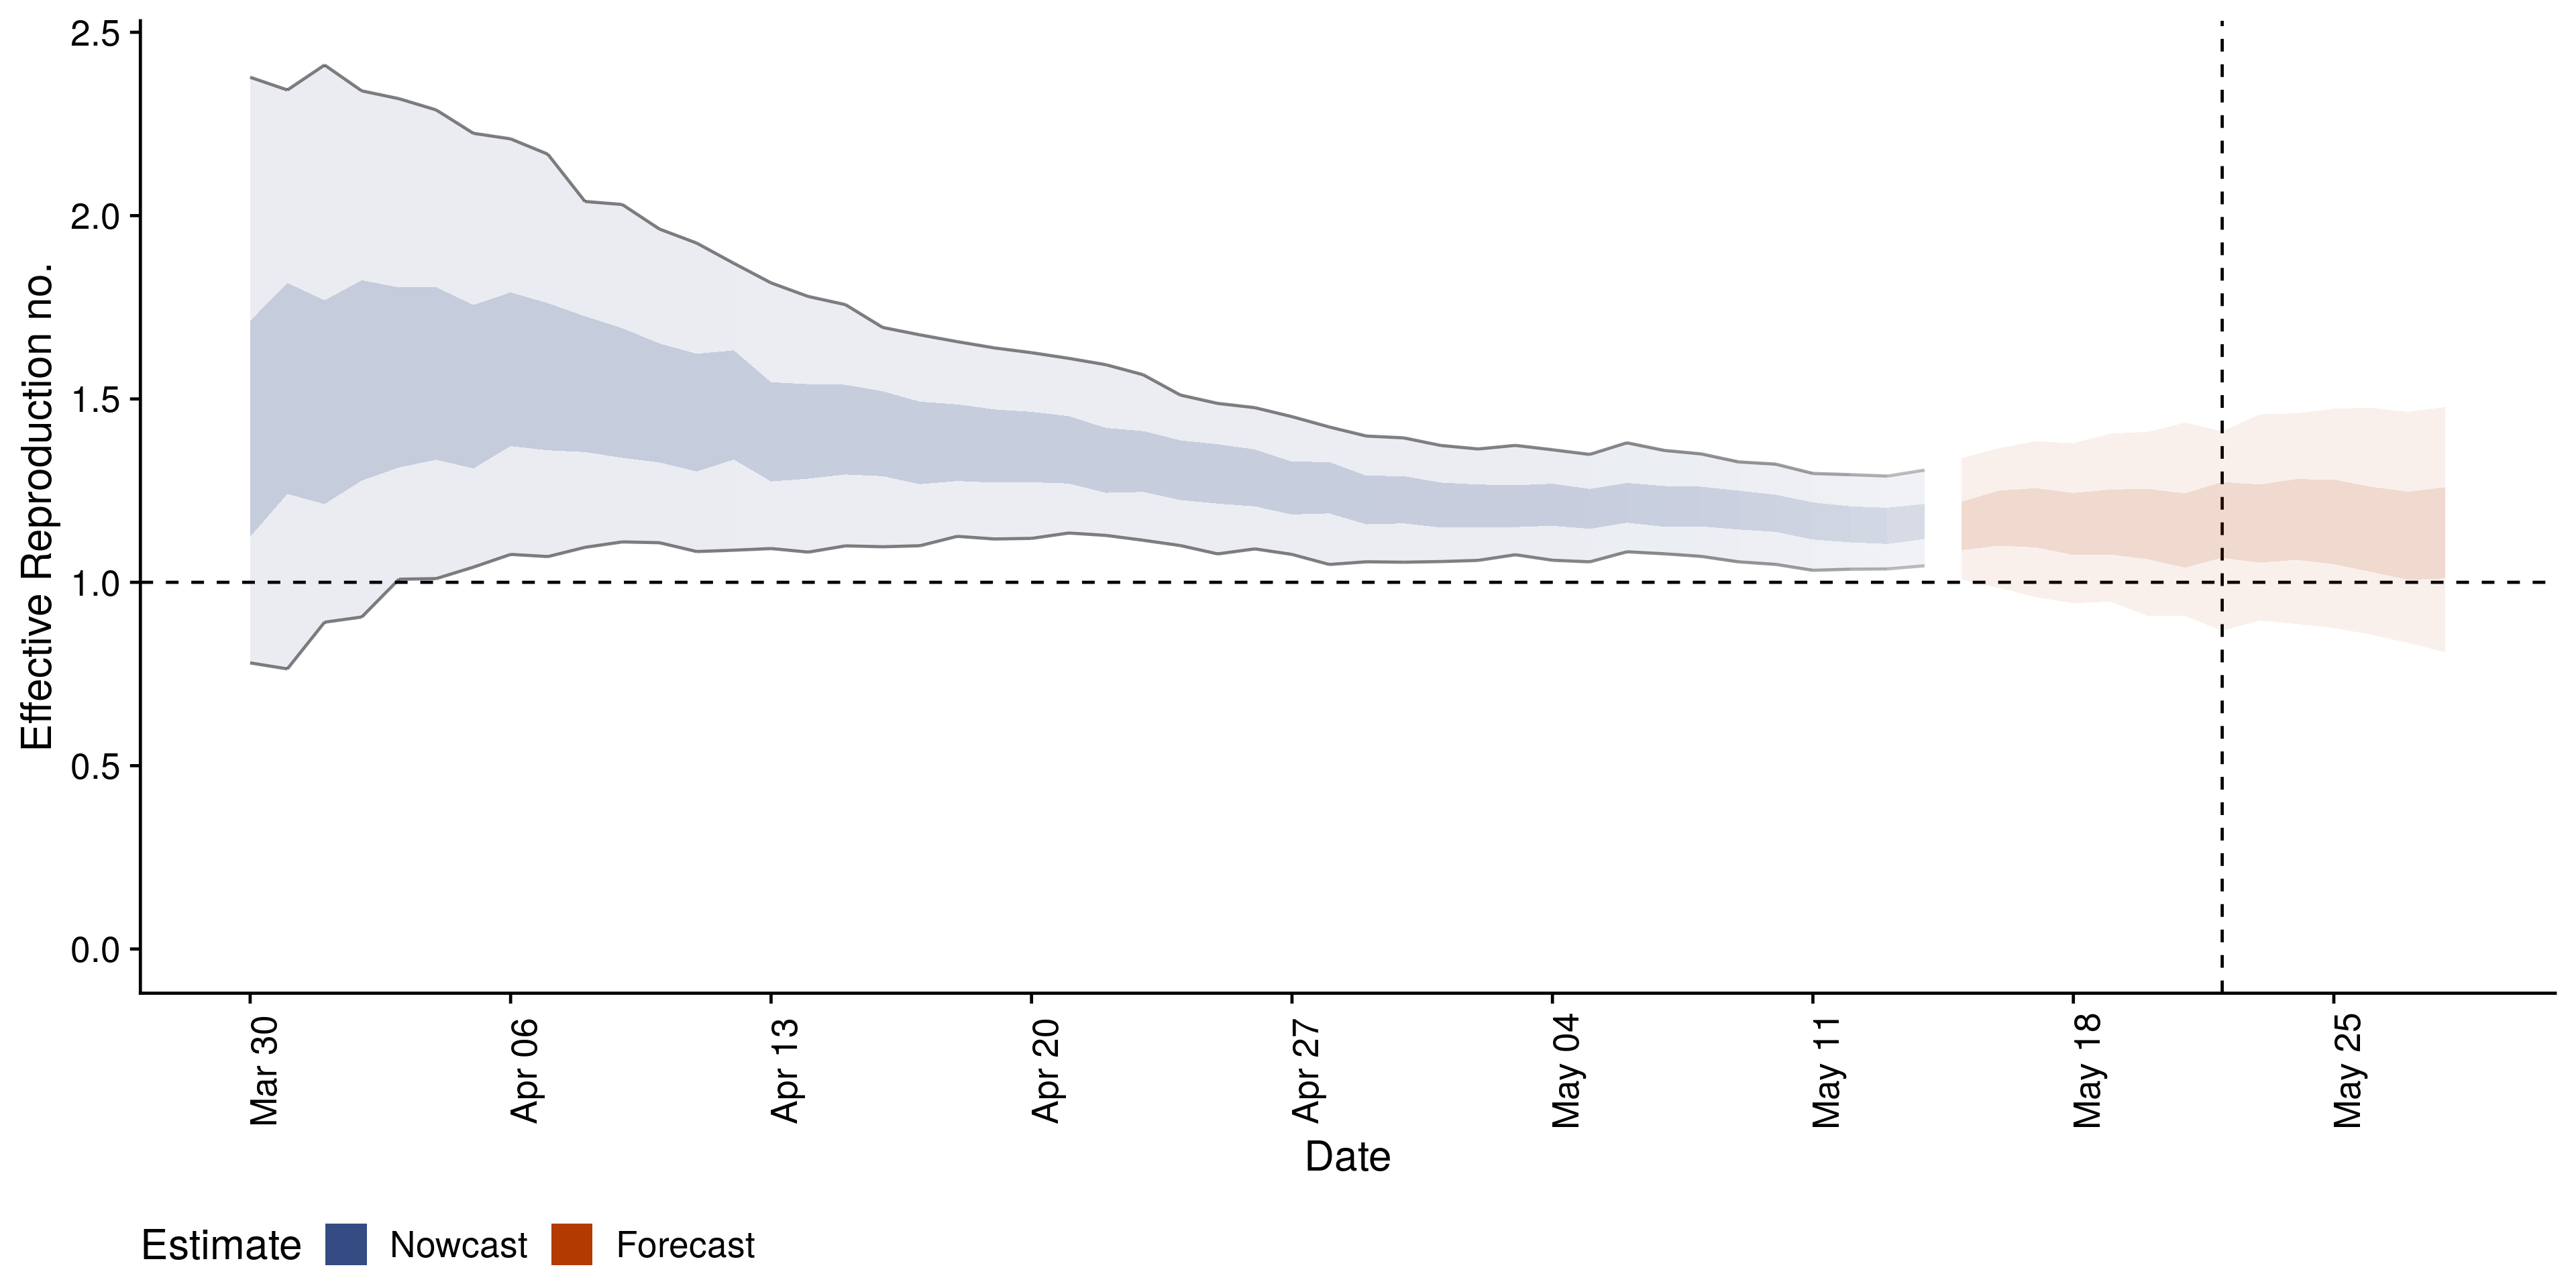 Effective Reproduction no.
2.5
2.0
1.5
1.0
0.5
0.0
Mar 30
Apr 06
Apr 13
Apr 20
Apr 27
May 04
May 11
May 18
May 25
Date
Estimate Nowcast Forecast